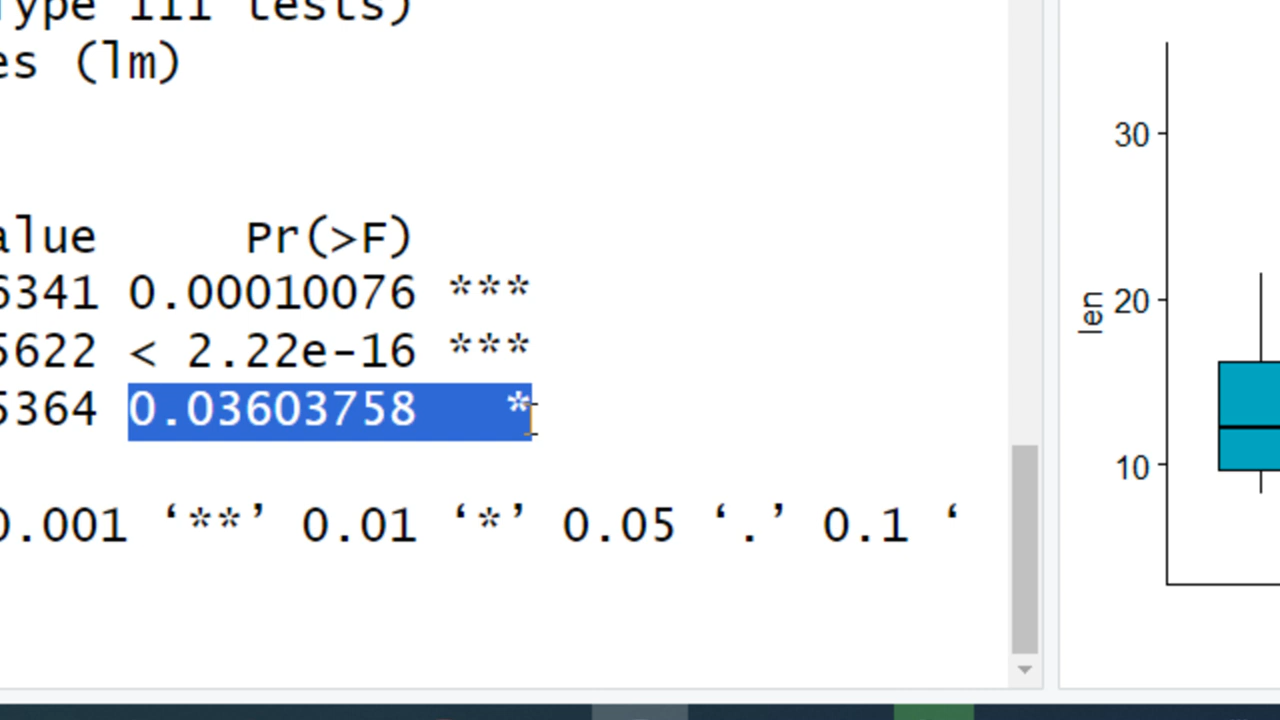 Type III tests)
es (lm)
alue Pr(>F)
6341 0.00010076 ***
5622 < 2.22e-16 ***
5364 0.03603758 *
0.001 ‘**’ 0.01 ‘*’ 0.05 ‘.’ 0.1 ‘
30
20
10
len